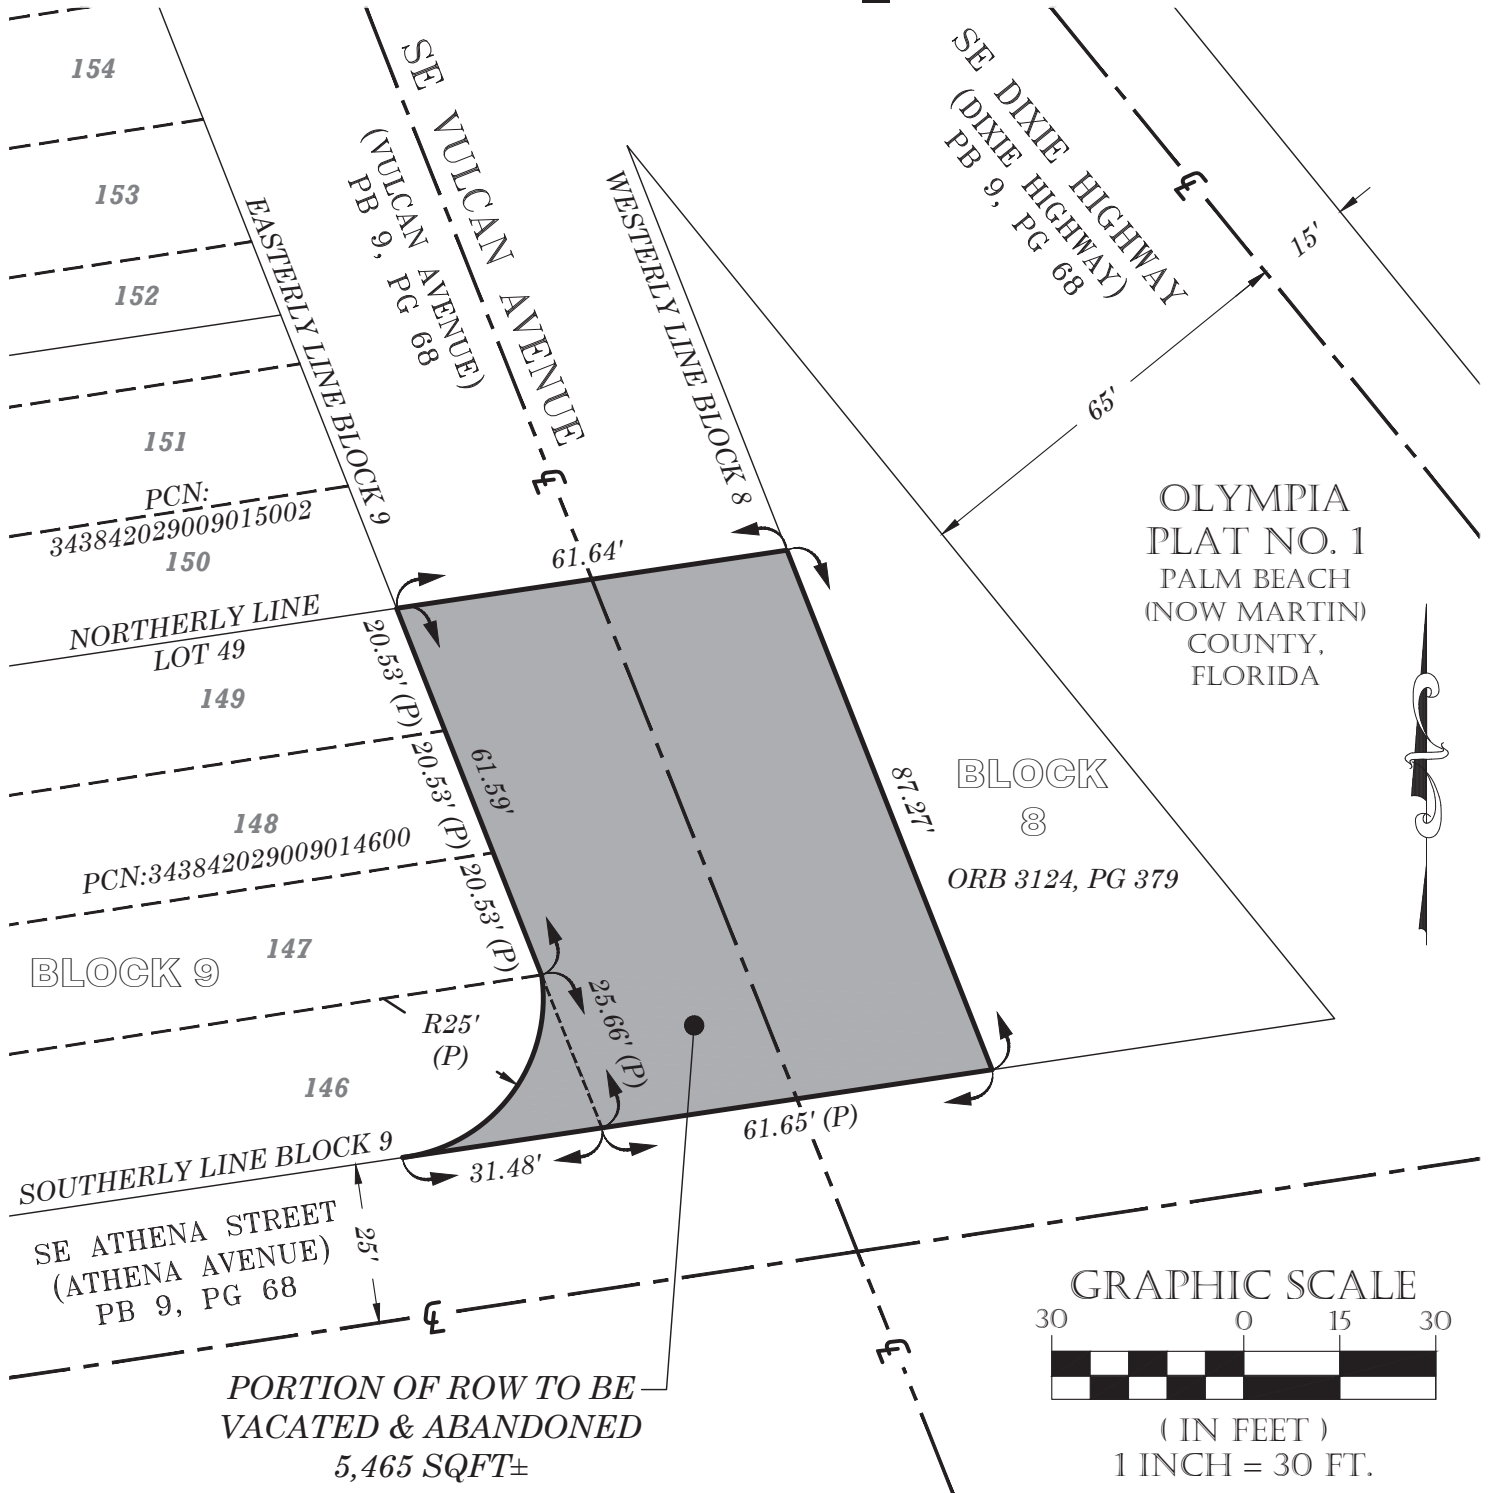 154
153
152
151
PCN:
343842029009015002
150
NORTHERLY LINE
LOT 49
149
148
PCN:343842029009014600
147
BLOCK 9
146
R25'
(P)
SOUTHERLY LINE BLOCK 9
SE ATHENA STREET
(ATHENA AVENUE)
PB 9, PG 68
25'
EASTERLY LINE BLOCK 9
SE VULCAN AVENUE
(VULCAN AVENUE)
PB 9, PG 68
WESTERLY LINE BLOCK 8
SE DIXIE HIGHWAY
(DIXIE HIGHWAY)
PB 9, PG 68
15'
65'
61.64'
20.53' (P)
20.53' (P)
20.53' (P)
61.59'
25.66' (P)
87.27'
61.65' (P)
31.48'
OLYMPIA
PLAT NO. 1
PALM BEACH
(NOW MARTIN)
COUNTY,
FLORIDA
BLOCK
8
ORB 3124, PG 379
PORTION OF ROW TO BE
VACATED & ABANDONED
5,465 SQFT±
GRAPHIC SCALE
30 0 15 30
( IN FEET )
1 INCH = 30 FT.